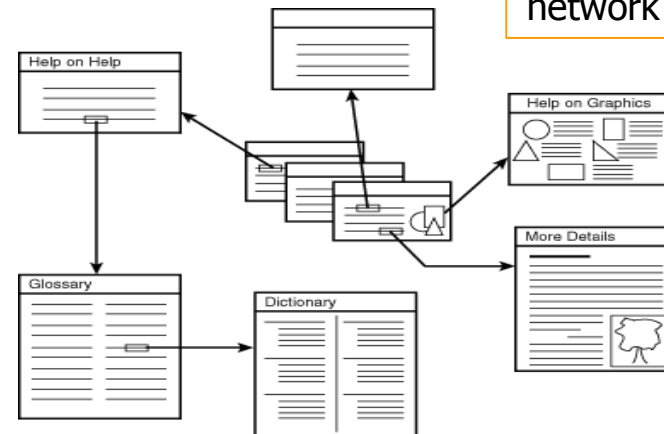 network
Help on Help
Help on Graphics
More Details
Glossary
Dictionary